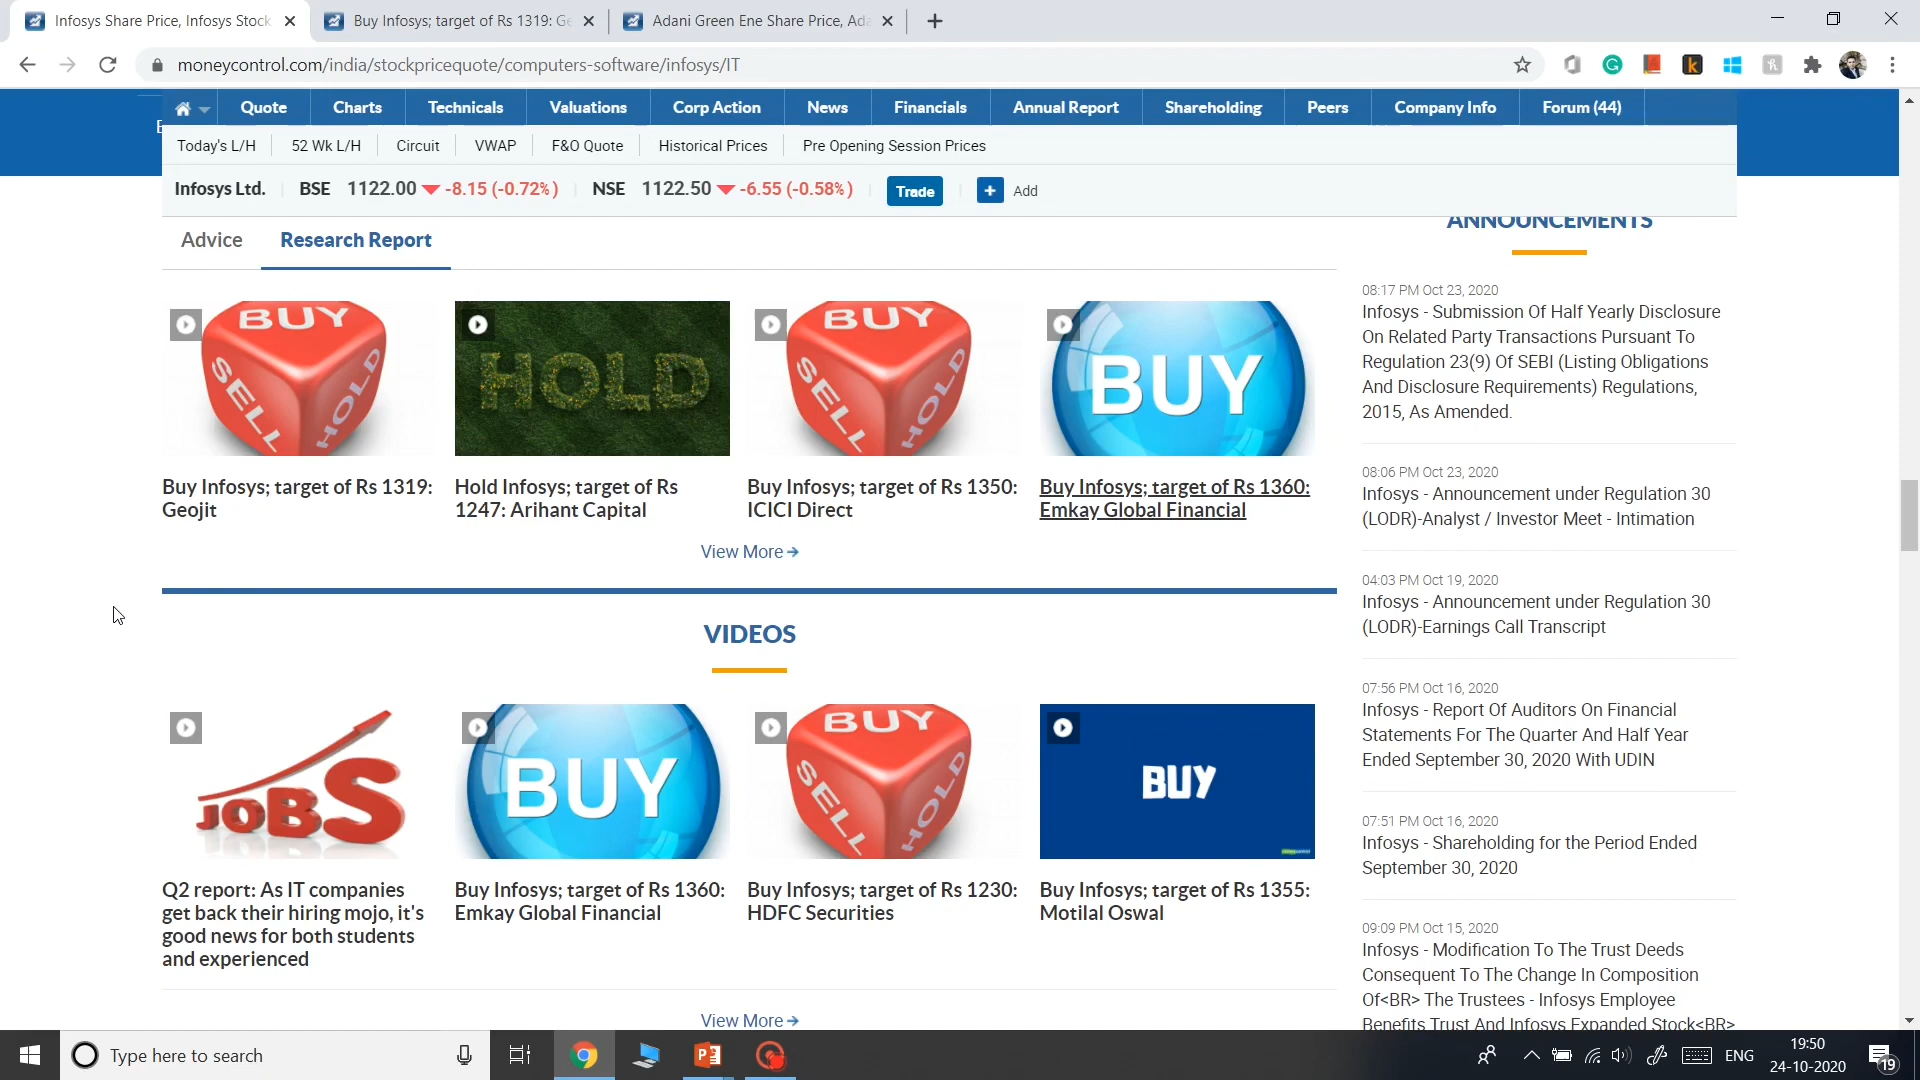 Infosys Share Price, Infosys Stock
Buy Infosys; target of Rs 1319: Ge
Adani Green Ene Share Price, Ada
moneycontrol.com/india/stockpricequote/computers-software/infosys/IT
Quote
Charts
Technicals
Valuations
Corp Action
News
Financials
Annual Report
Shareholding
Peers
Company Info
Forum (44)
Today's L/H
52 Wk L/H
Circuit
VWAP
F&O Quote
Historical Prices
Pre Opening Session Prices
Infosys Ltd.
BSE 1122.00 -8.15 (-0.72%)
NSE 1122.50 -6.55 (-0.58%)
Trade
+ Add
Advice
Research Report
BUY
SELL
HOLD
HOLD
BUY
SELL
HOLD
BUY
Buy Infosys; target of Rs 1319:
Geojit
Hold Infosys; target of Rs
1247: Arihant Capital
Buy Infosys; target of Rs 1350:
ICICI Direct
Buy Infosys; target of Rs 1360:
Emkay Global Financial
View More
VIDEOS
JOBS
BUY
BUY
SELL
HOLD
BUY
Q2 report: As IT companies
get back their hiring mojo, it's
good news for both students
and experienced
Buy Infosys; target of Rs 1360:
Emkay Global Financial
Buy Infosys; target of Rs 1230:
HDFC Securities
Buy Infosys; target of Rs 1355:
Motilal Oswal
View More
ANNOUNCEMENTS
08:17 PM Oct 23, 2020
Infosys - Submission Of Half Yearly Disclosure
On Related Party Transactions Pursuant To
Regulation 23(9) Of SEBI (Listing Obligations
And Disclosure Requirements) Regulations,
2015, As Amended.
08:06 PM Oct 23, 2020
Infosys - Announcement under Regulation 30
(LODR)-Analyst / Investor Meet - Intimation
04:03 PM Oct 19, 2020
Infosys - Announcement under Regulation 30
(LODR)-Earnings Call Transcript
07:56 PM Oct 16, 2020
Infosys - Report Of Auditors On Financial
Statements For The Quarter And Half Year
Ended September 30, 2020 With UDIN
07:51 PM Oct 16, 2020
Infosys - Shareholding for the Period Ended
September 30, 2020
09:09 PM Oct 15, 2020
Infosys - Modification To The Trust Deeds
Consequent To The Change In Composition
Of<BR> The Trustees - Infosys Employee
Benefits Trust And Infosys Expanded Stock<BR>
Type here to search
ENG
19:50
24-10-2020
19